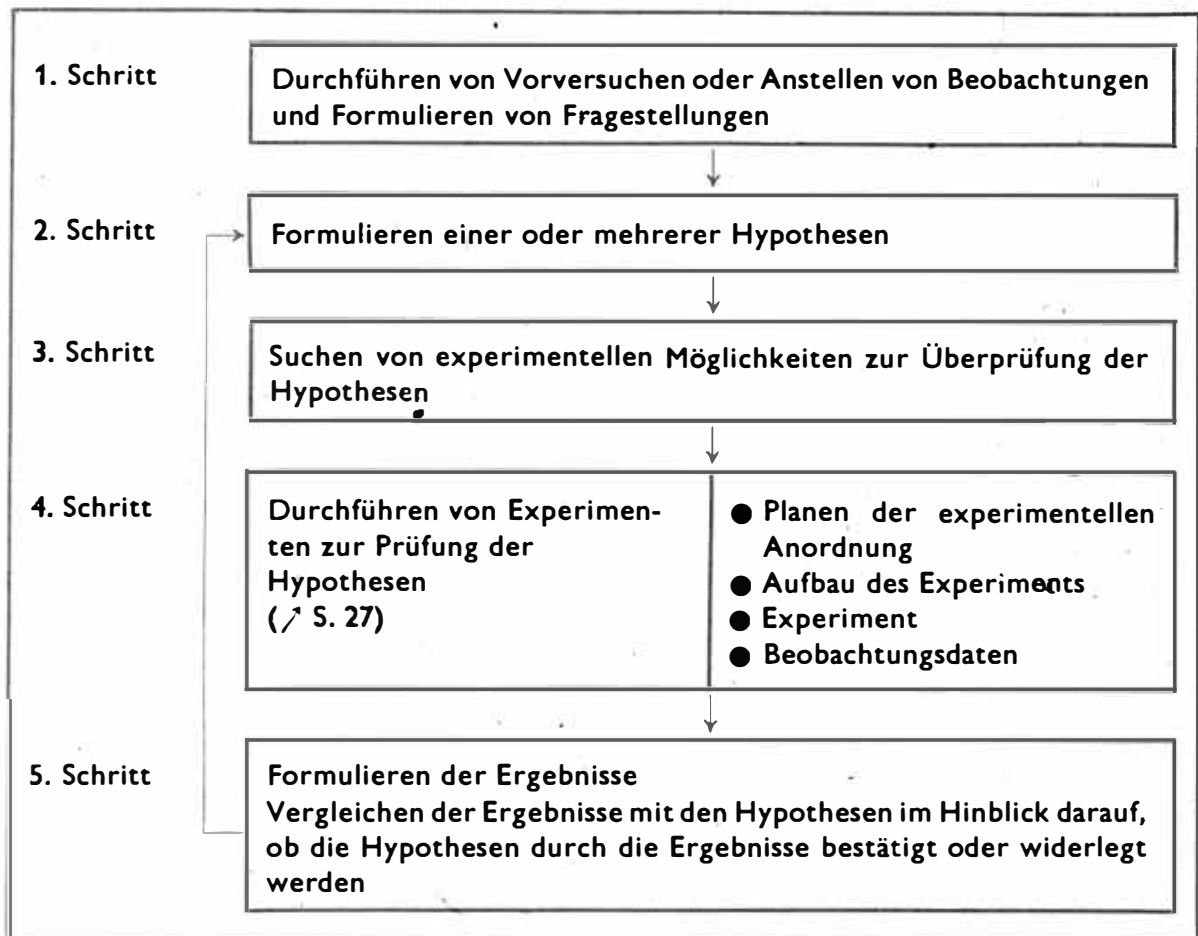 1. Schritt
Durchführen von Vorversuchen oder Anstellen von Beobachtungen
und Formulieren von Fragestellungen
2. Schritt
Formulieren einer oder mehrerer Hypothesen
3. Schritt
Suchen von experimentellen Möglichkeiten zur Überprüfung der
Hypothesen
4. Schritt
Durchführen von Experimen-
ten zur Prüfung der
Hypothesen
(↗ S. 27)
● Planen der experimentellen
Anordnung
● Aufbau des Experiments
● Experiment
● Beobachtungsdaten
5. Schritt
Formulieren der Ergebnisse
Vergleichen der Ergebnisse mit den Hypothesen im Hinblick darauf,
ob die Hypothesen durch die Ergebnisse bestätigt oder widerlegt
werden